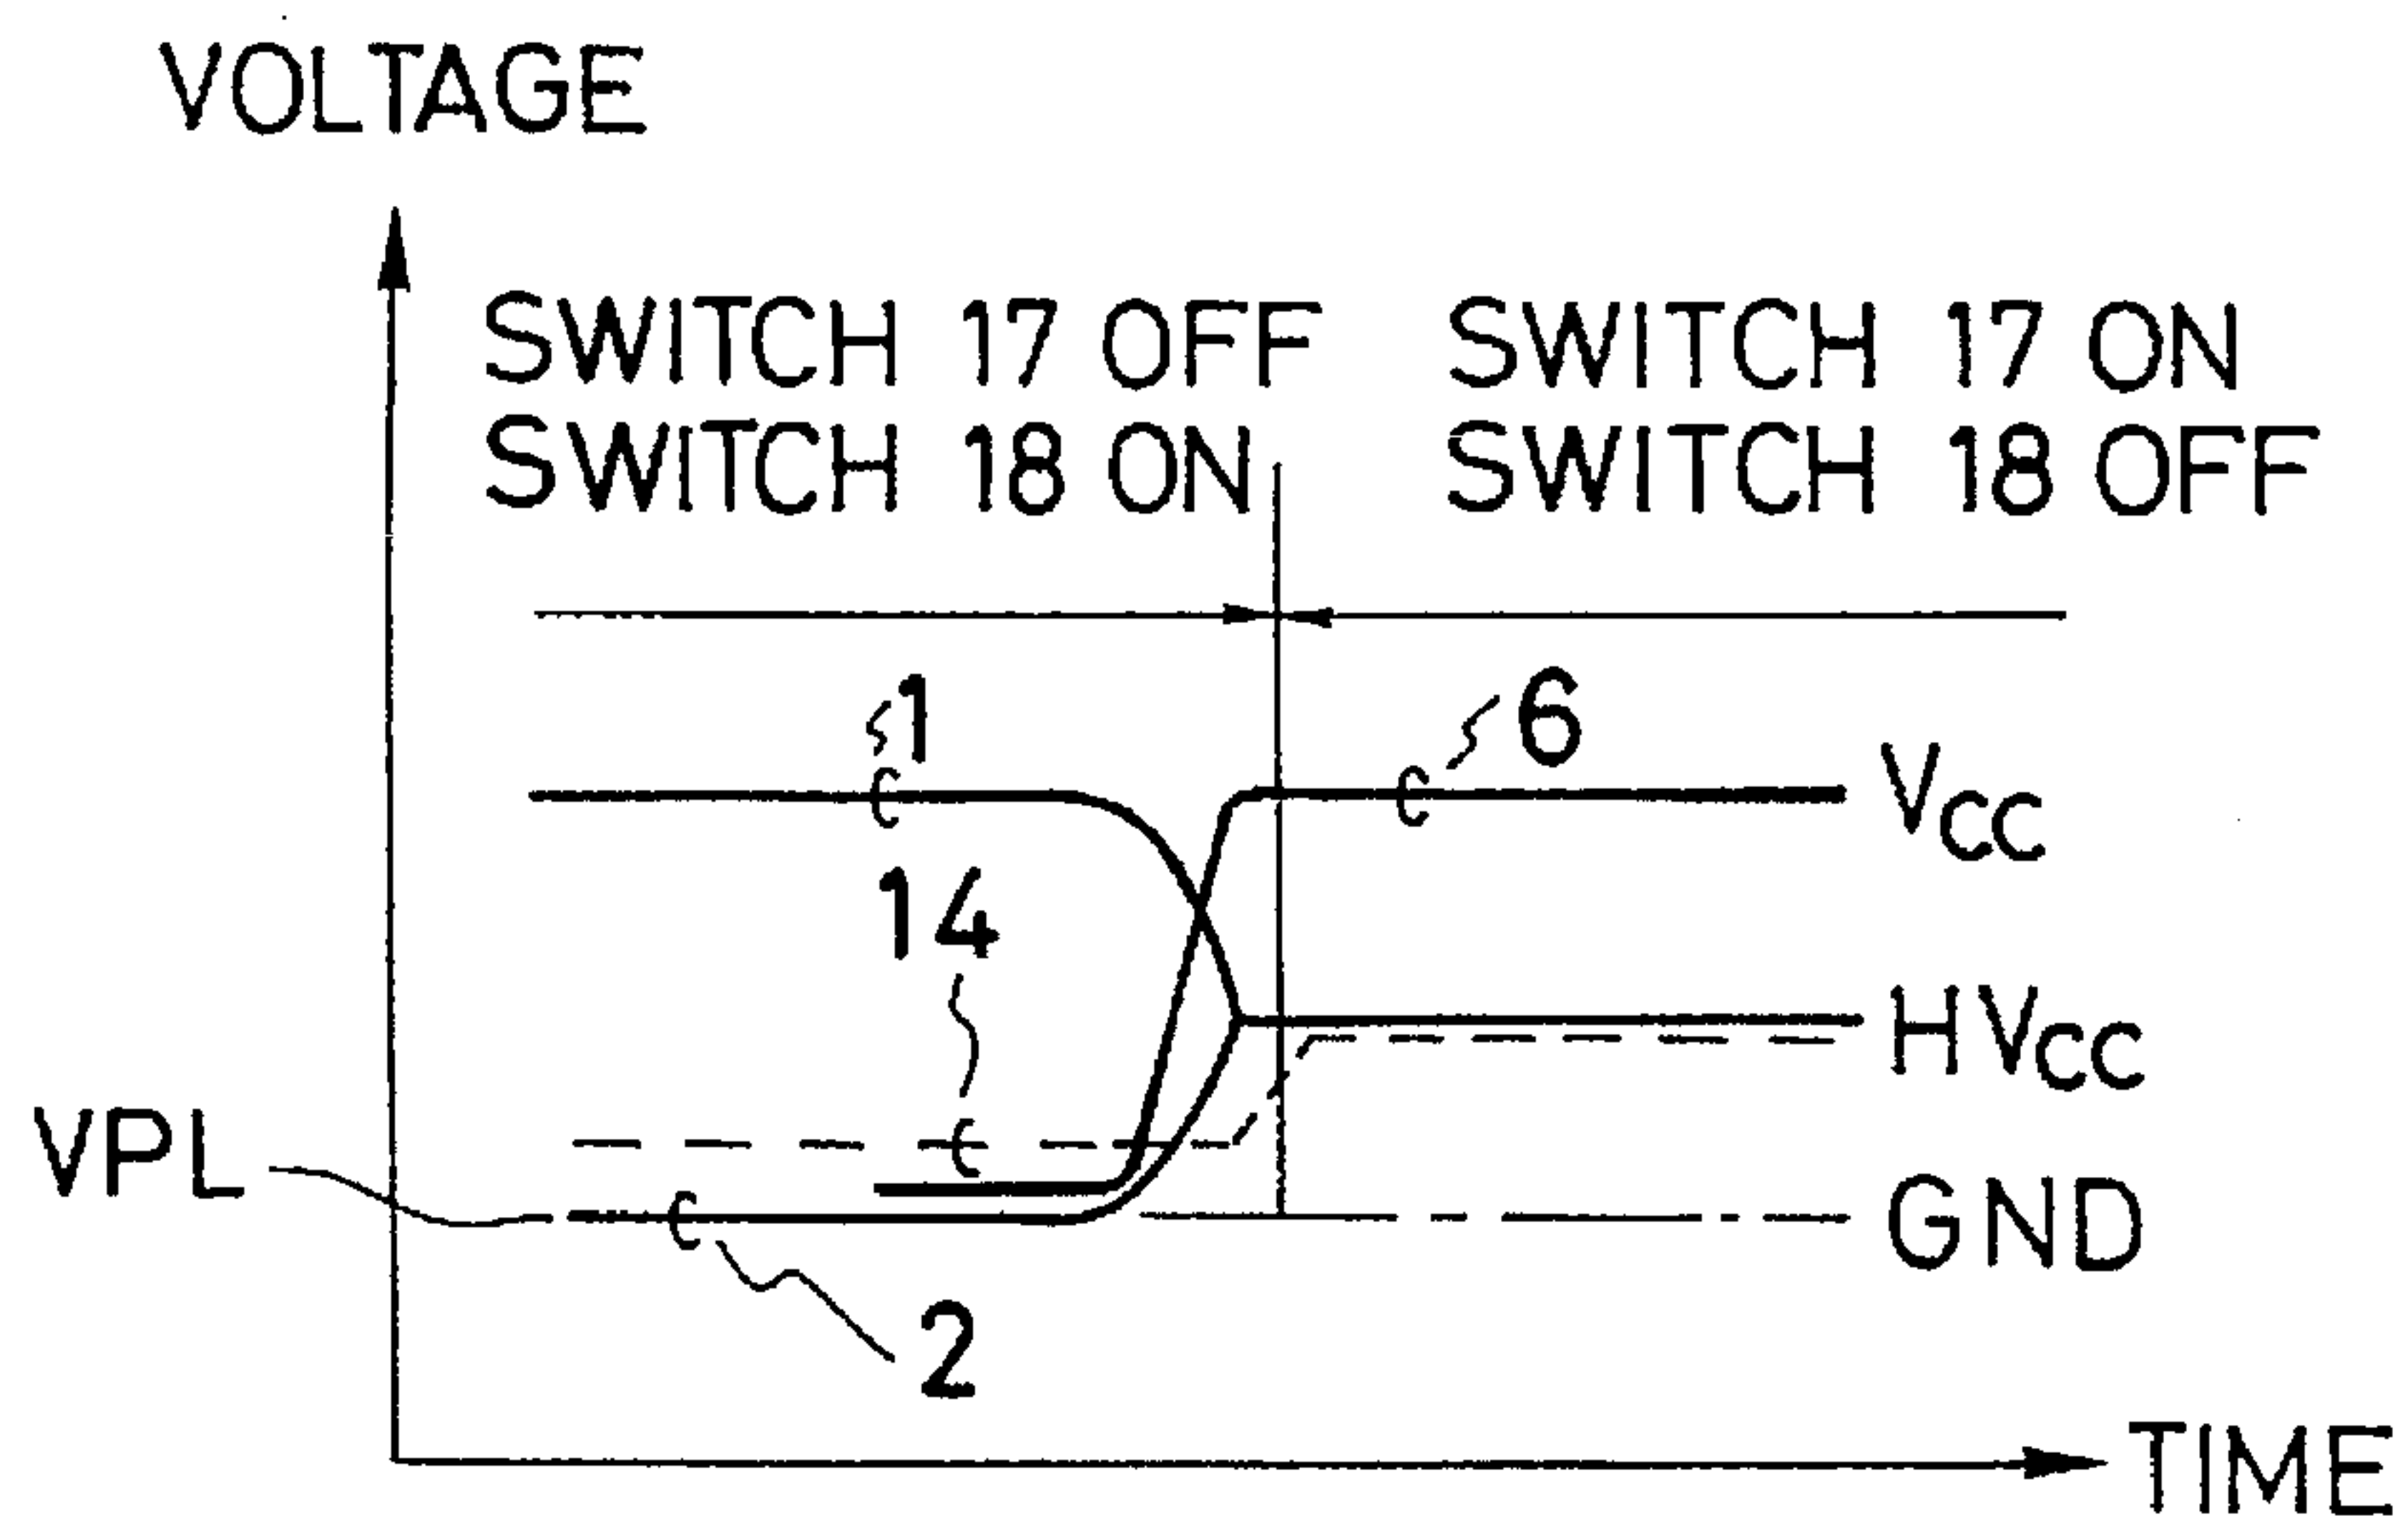 VOLTAGE
SWITCH 17 OFF
SWITCH 18 ON
SWITCH 17 ON
SWITCH 18 OFF
1
6
VCC
14
HVCC
VPL
GND
2
TIME